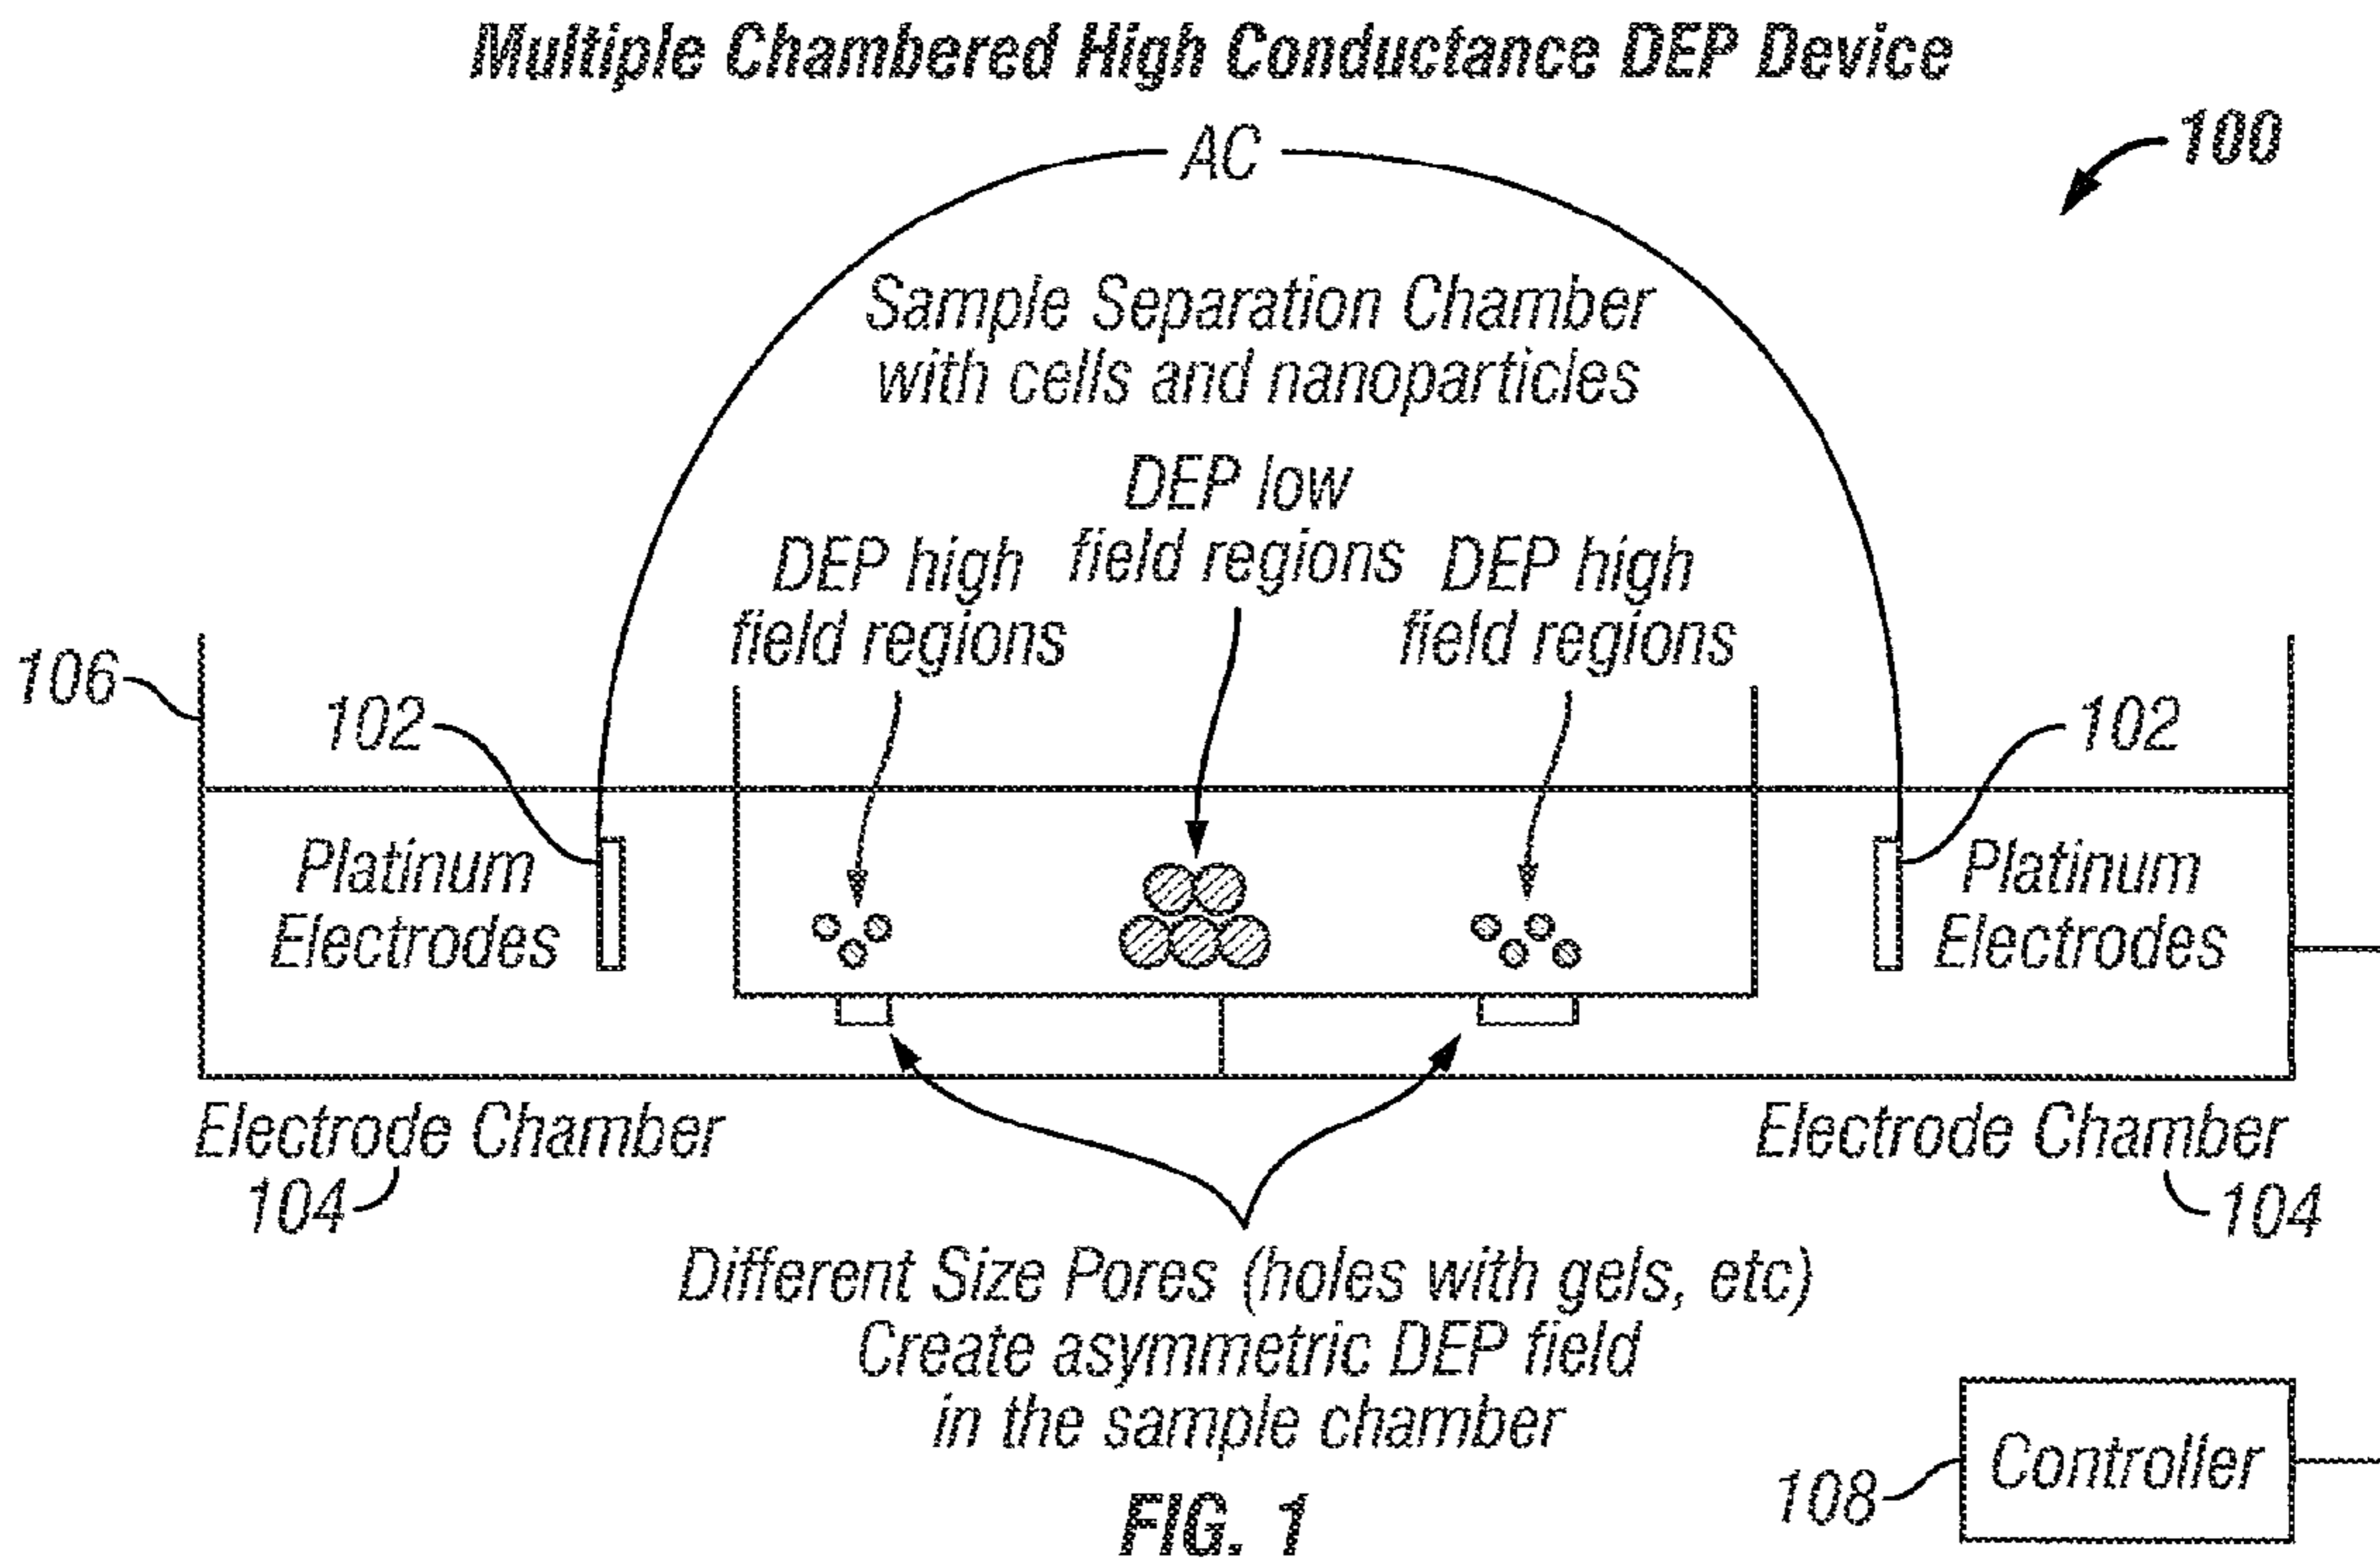 Multiple Chambered High Conductance DEP Device
AC
100
Sample Separation Chamber
with cells and nanoparticles
DEP low
field regions
DEP high
field regions
DEP high
field regions
106
102
102
Platinum
Electrodes
Platinum
Electrodes
Electrode Chamber
104
Electrode Chamber
104
Different Size Pores (holes with gels, etc)
Create asymmetric DEP field
in the sample chamber
Controller
108
FIG. 1